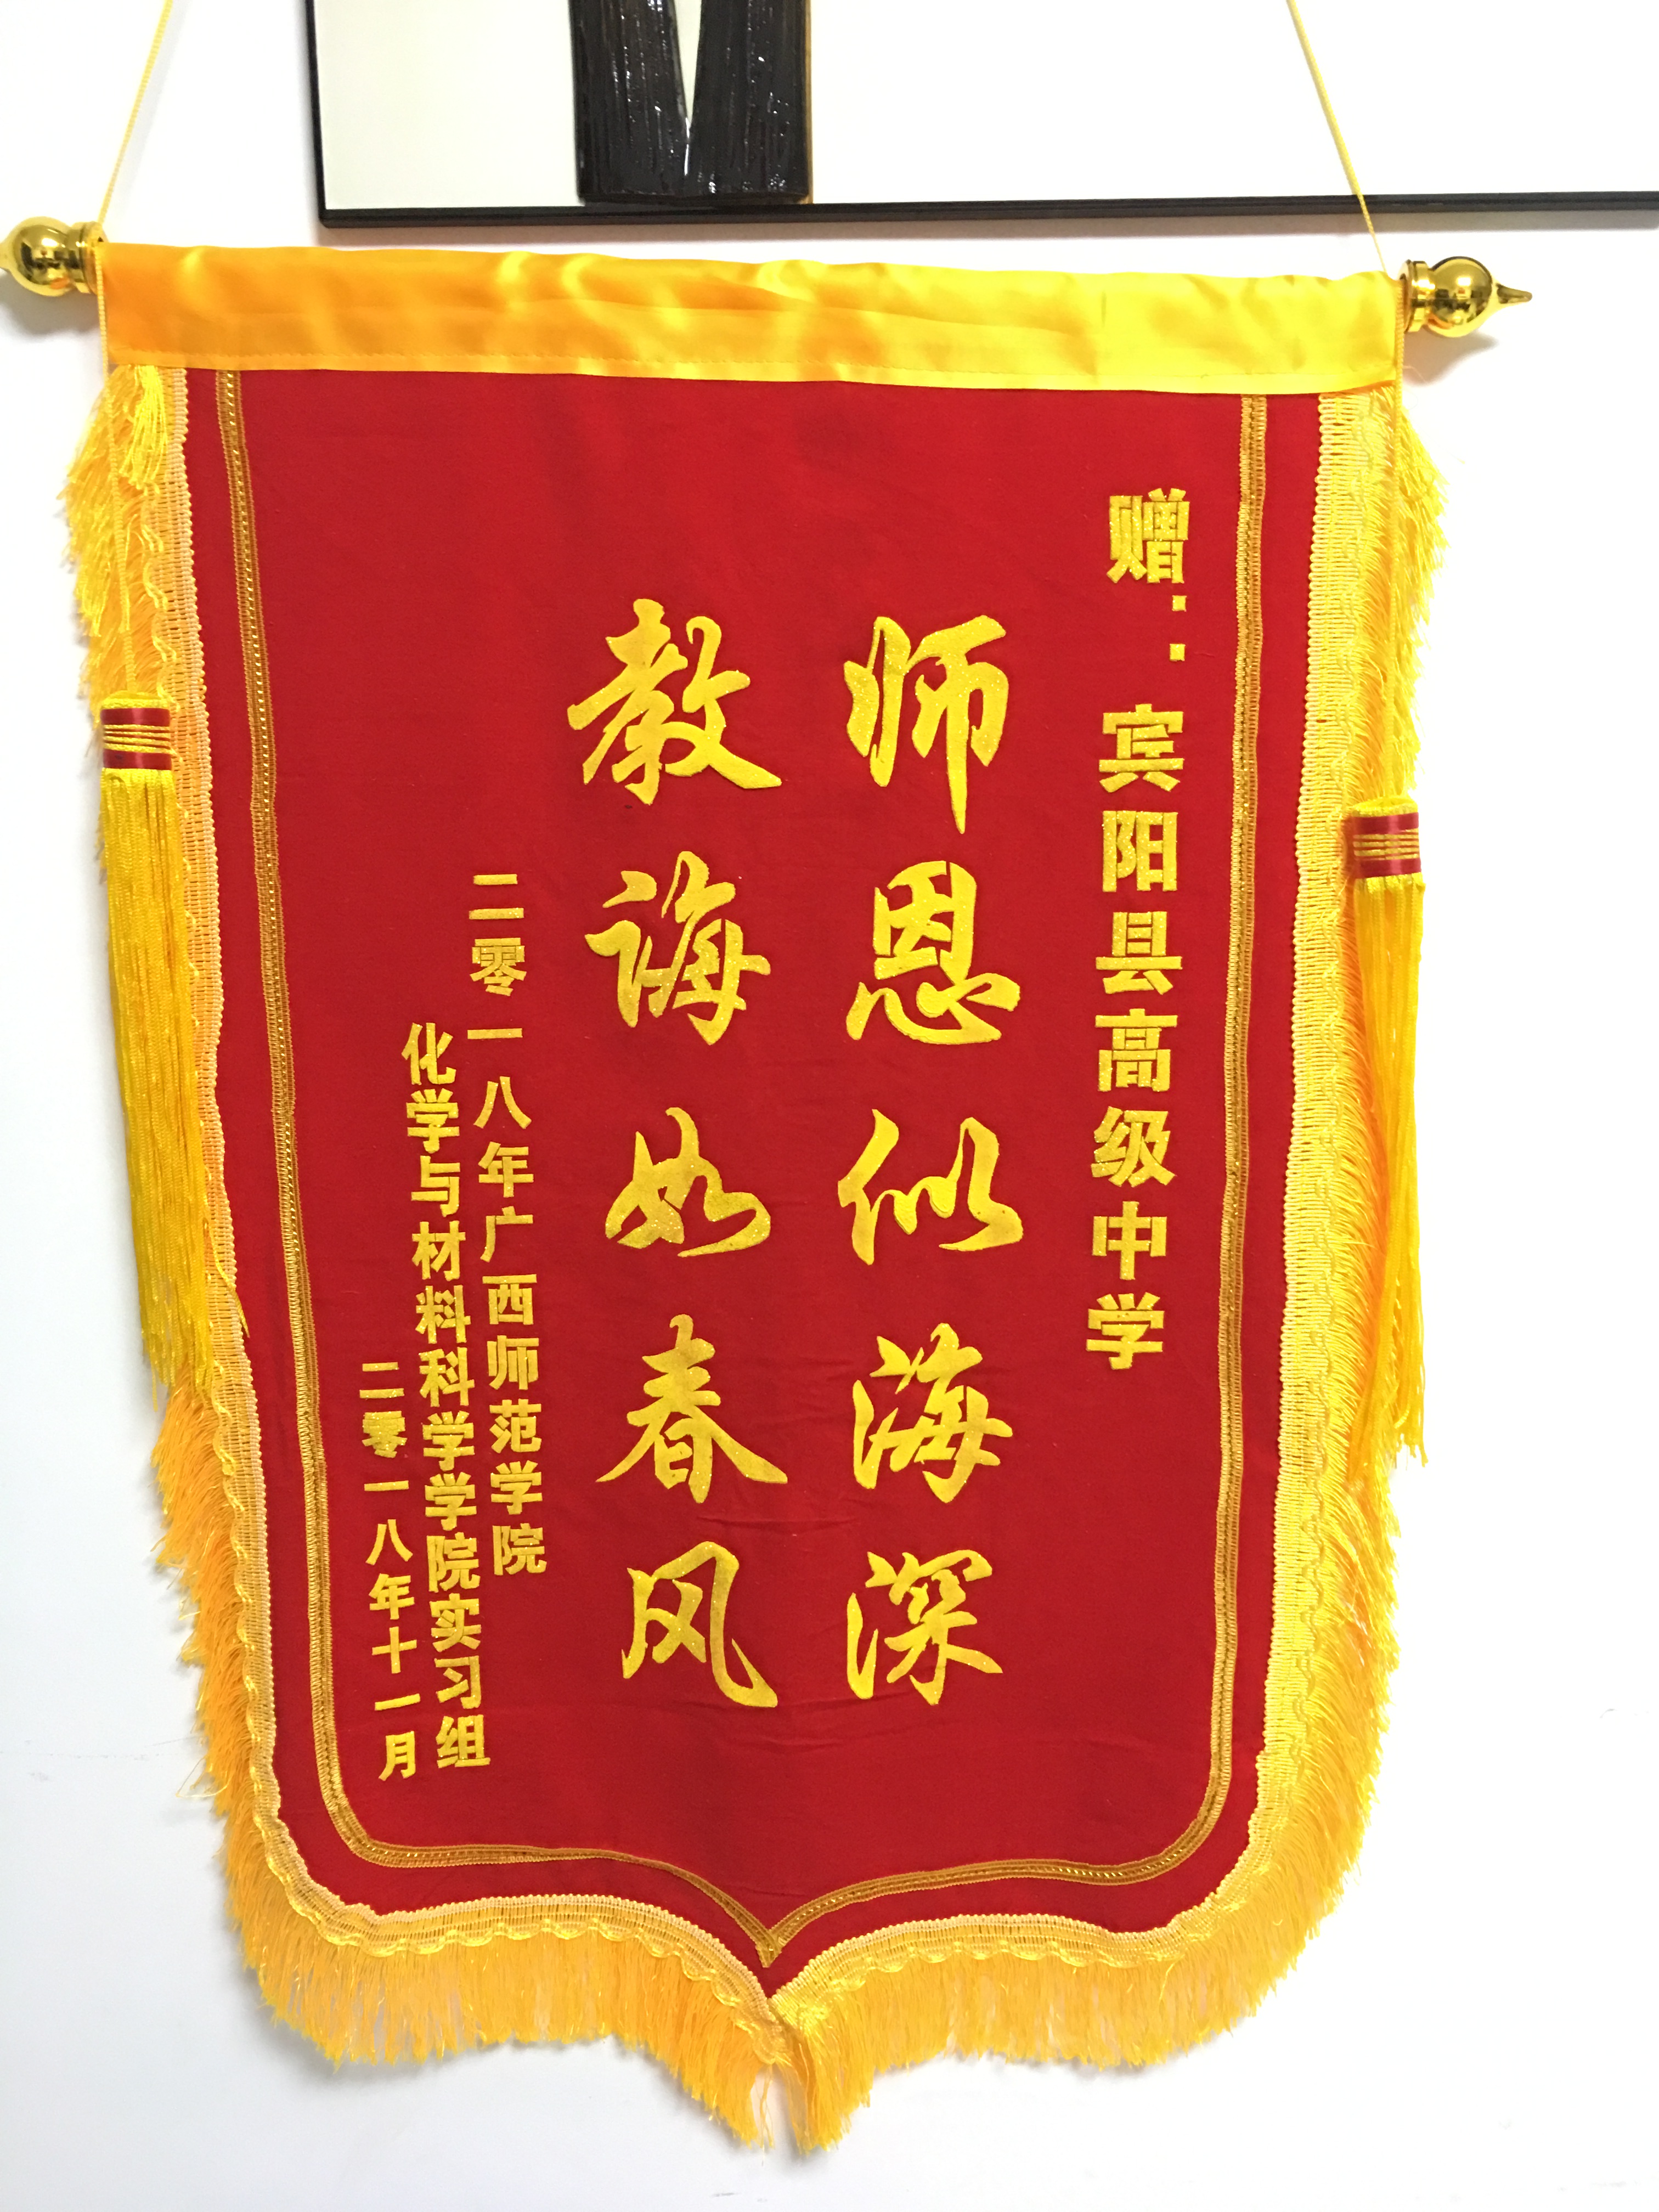 赠：宾阳县高级中学
师恩似海深
教诲如春风
二零一八年广西师范学院
化学与材料科学学院实习组
二零一八年十一月